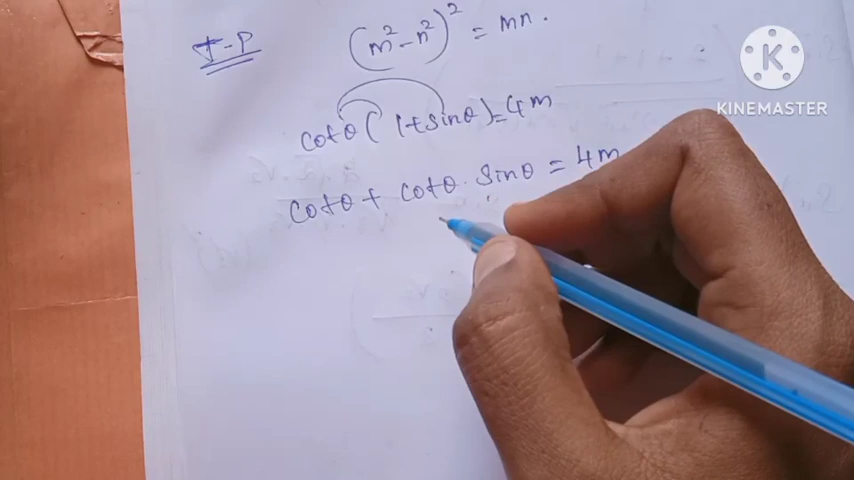 T-P (m² - n²)² = mn.
cotθ(1+sinθ)=4m
cotθ + cotθ. sinθ = 4m
K
KINEMASTER